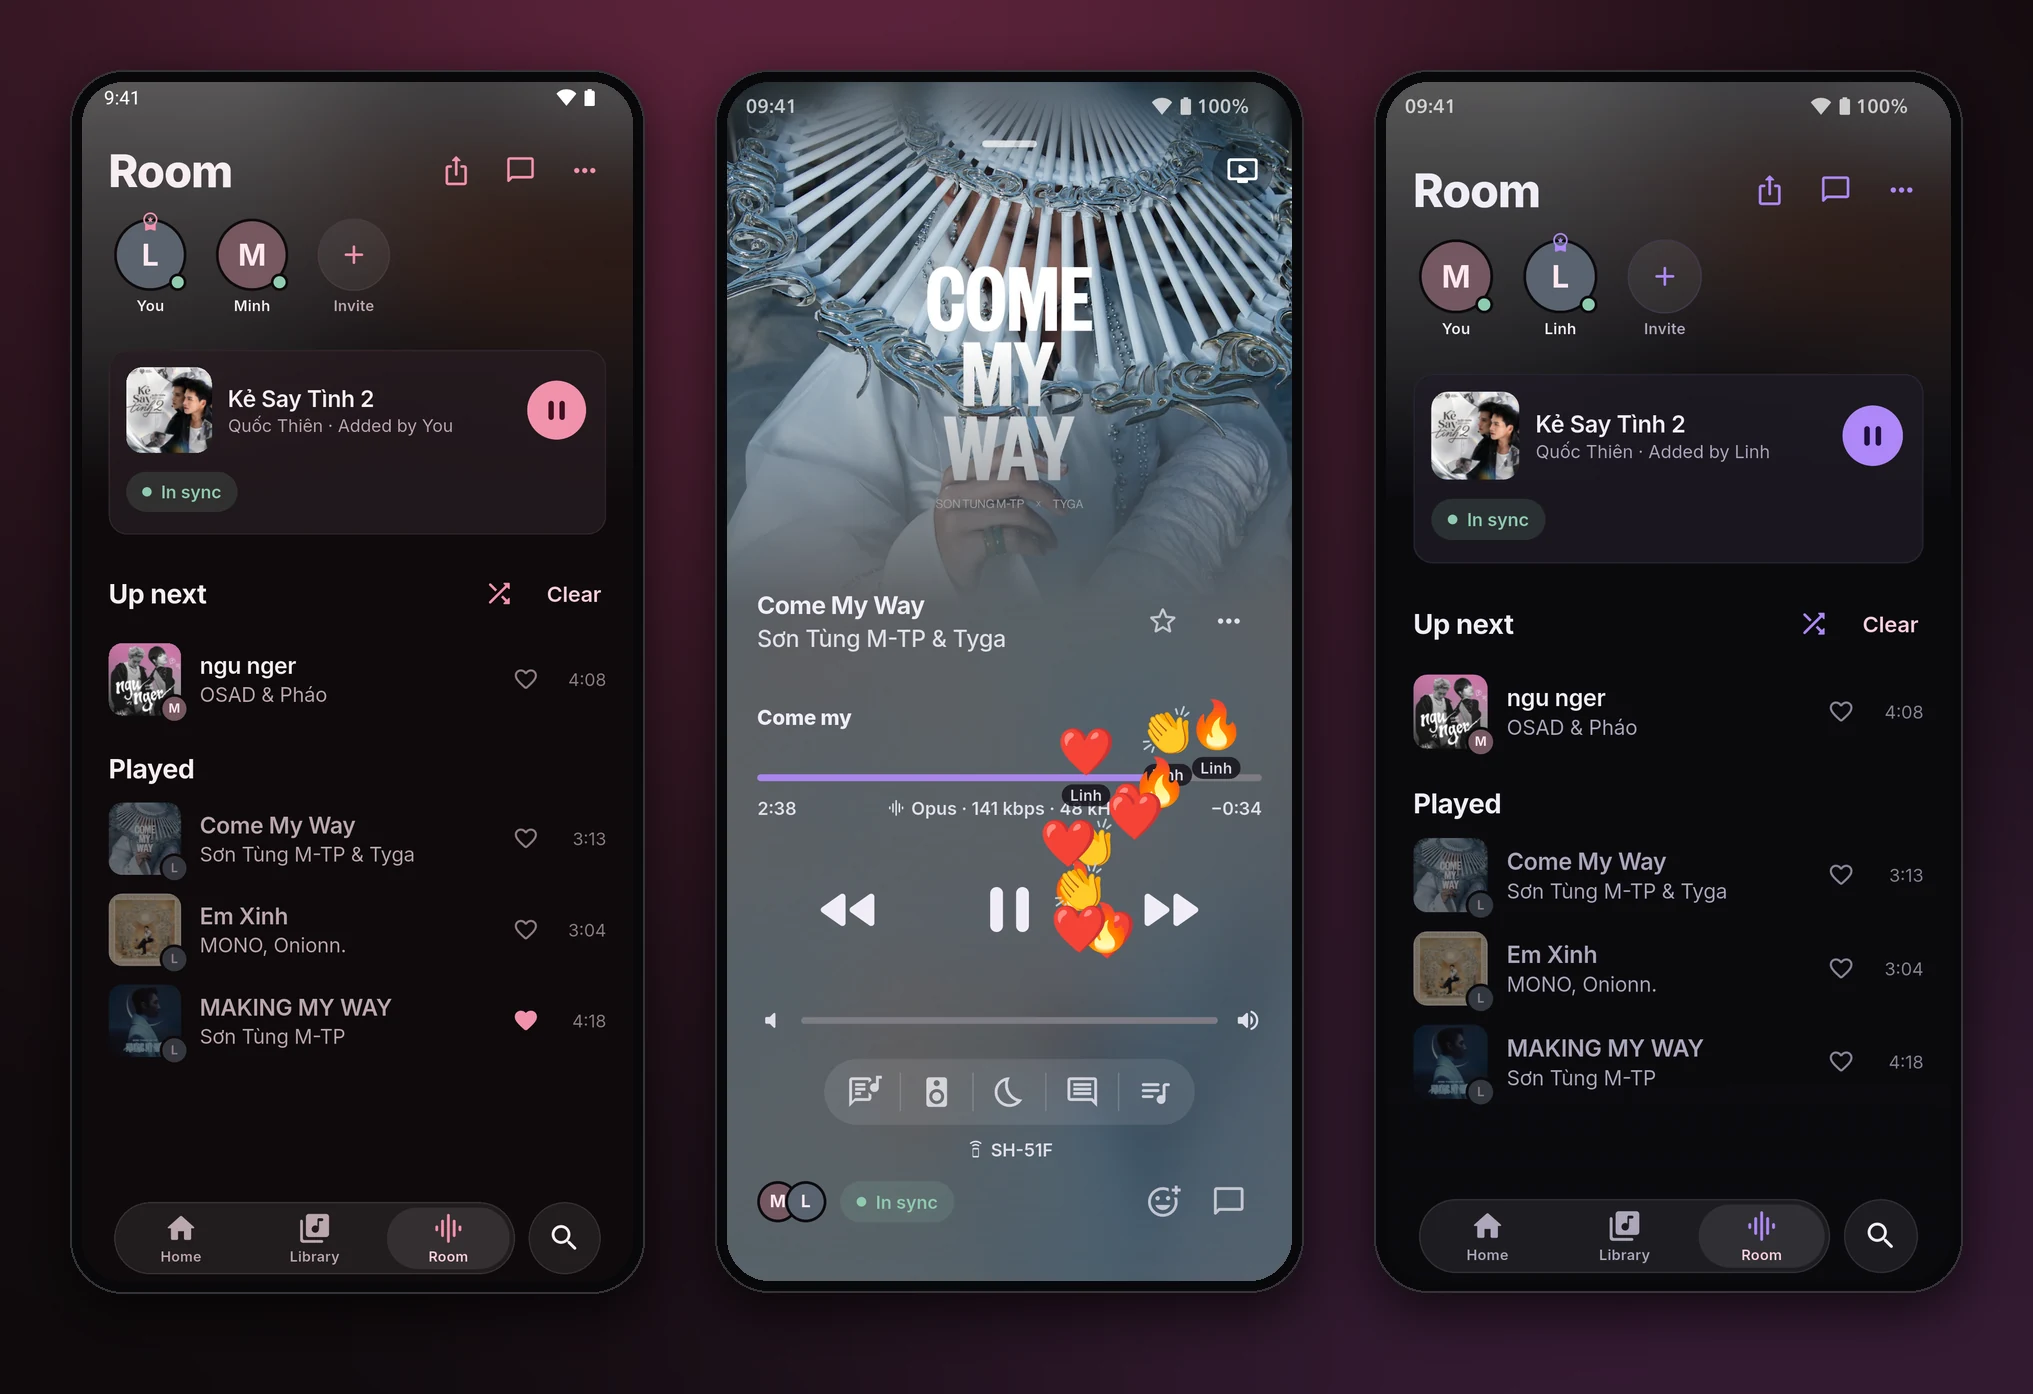 9:41
Room
L
M
You
Minh
Invite
Kẻ Say Tình 2
Quốc Thiên · Added by You
In sync
Up next
Clear
ngu nger
OSAD & Pháo
4:08
M
Played
Come My Way
Sơn Tùng M-TP & Tyga
3:13
L
Em Xinh
MONO, Onionn.
3:04
L
MAKING MY WAY
Sơn Tùng M-TP
4:18
L
Home
Library
Room
09:41
100%
COME
MY
WAY
SON TUNG M-TP × TYGA
Come My Way
Sơn Tùng M-TP & Tyga
Come my
Linh
Linh
2:38
Opus · 141 kbps · 48 kH
−0:34
SH-51F
M
L
In sync
09:41
100%
Room
M
L
You
Linh
Invite
Kẻ Say Tình 2
Quốc Thiên · Added by Linh
In sync
Up next
Clear
ngu nger
OSAD & Pháo
4:08
M
Played
Come My Way
Sơn Tùng M-TP & Tyga
3:13
L
Em Xinh
MONO, Onionn.
3:04
L
MAKING MY WAY
Sơn Tùng M-TP
4:18
L
Home
Library
Room